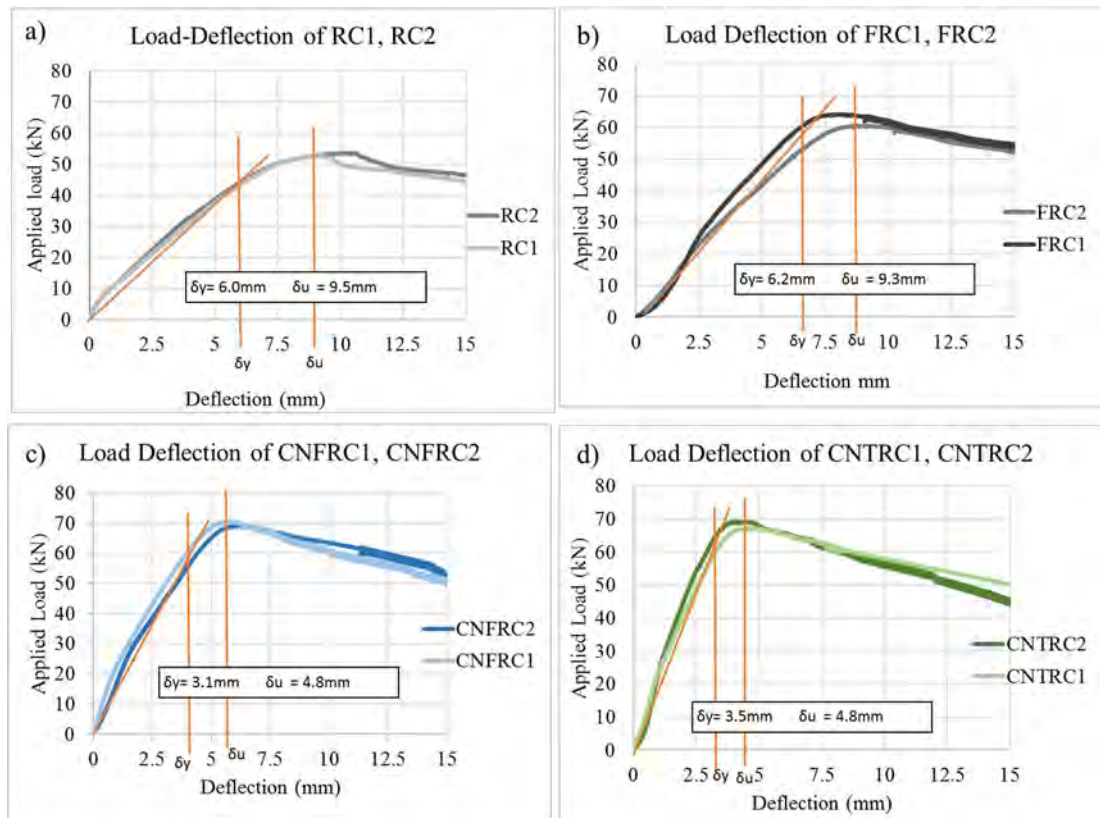 a)
Load-Deflection of RC1, RC2
80
70
60
50
40
30
20
10
0
Applied load (kN)
0 2.5 5 7.5 10 12.5 15
δy δu
Deflection (mm)
δy= 6.0mm δu = 9.5mm
RC2
RC1
b)
Load Deflection of FRC1, FRC2
80
70
60
50
40
30
20
10
0
Applied Load (kN)
0 2.5 5 7.5 10 12.5 15
δy δu
Deflection mm
δy= 6.2mm δu = 9.3mm
FRC2
FRC1
c)
Load Deflection of CNFRC1, CNFRC2
80
70
60
50
40
30
20
10
0
Applied Load (kN)
0 2.5 5 7.5 10 12.5 15
δy δu
Deflection (mm)
δy= 3.1mm δu = 4.8mm
CNFRC2
CNFRC1
d)
Load Deflection of CNTRC1, CNTRC2
80
70
60
50
40
30
20
10
0
Applied Load (kN)
0 2.5 5 7.5 10 12.5 15
δy δu
Deflection (mm)
δy= 3.5mm δu = 4.8mm
CNTRC2
CNTRC1